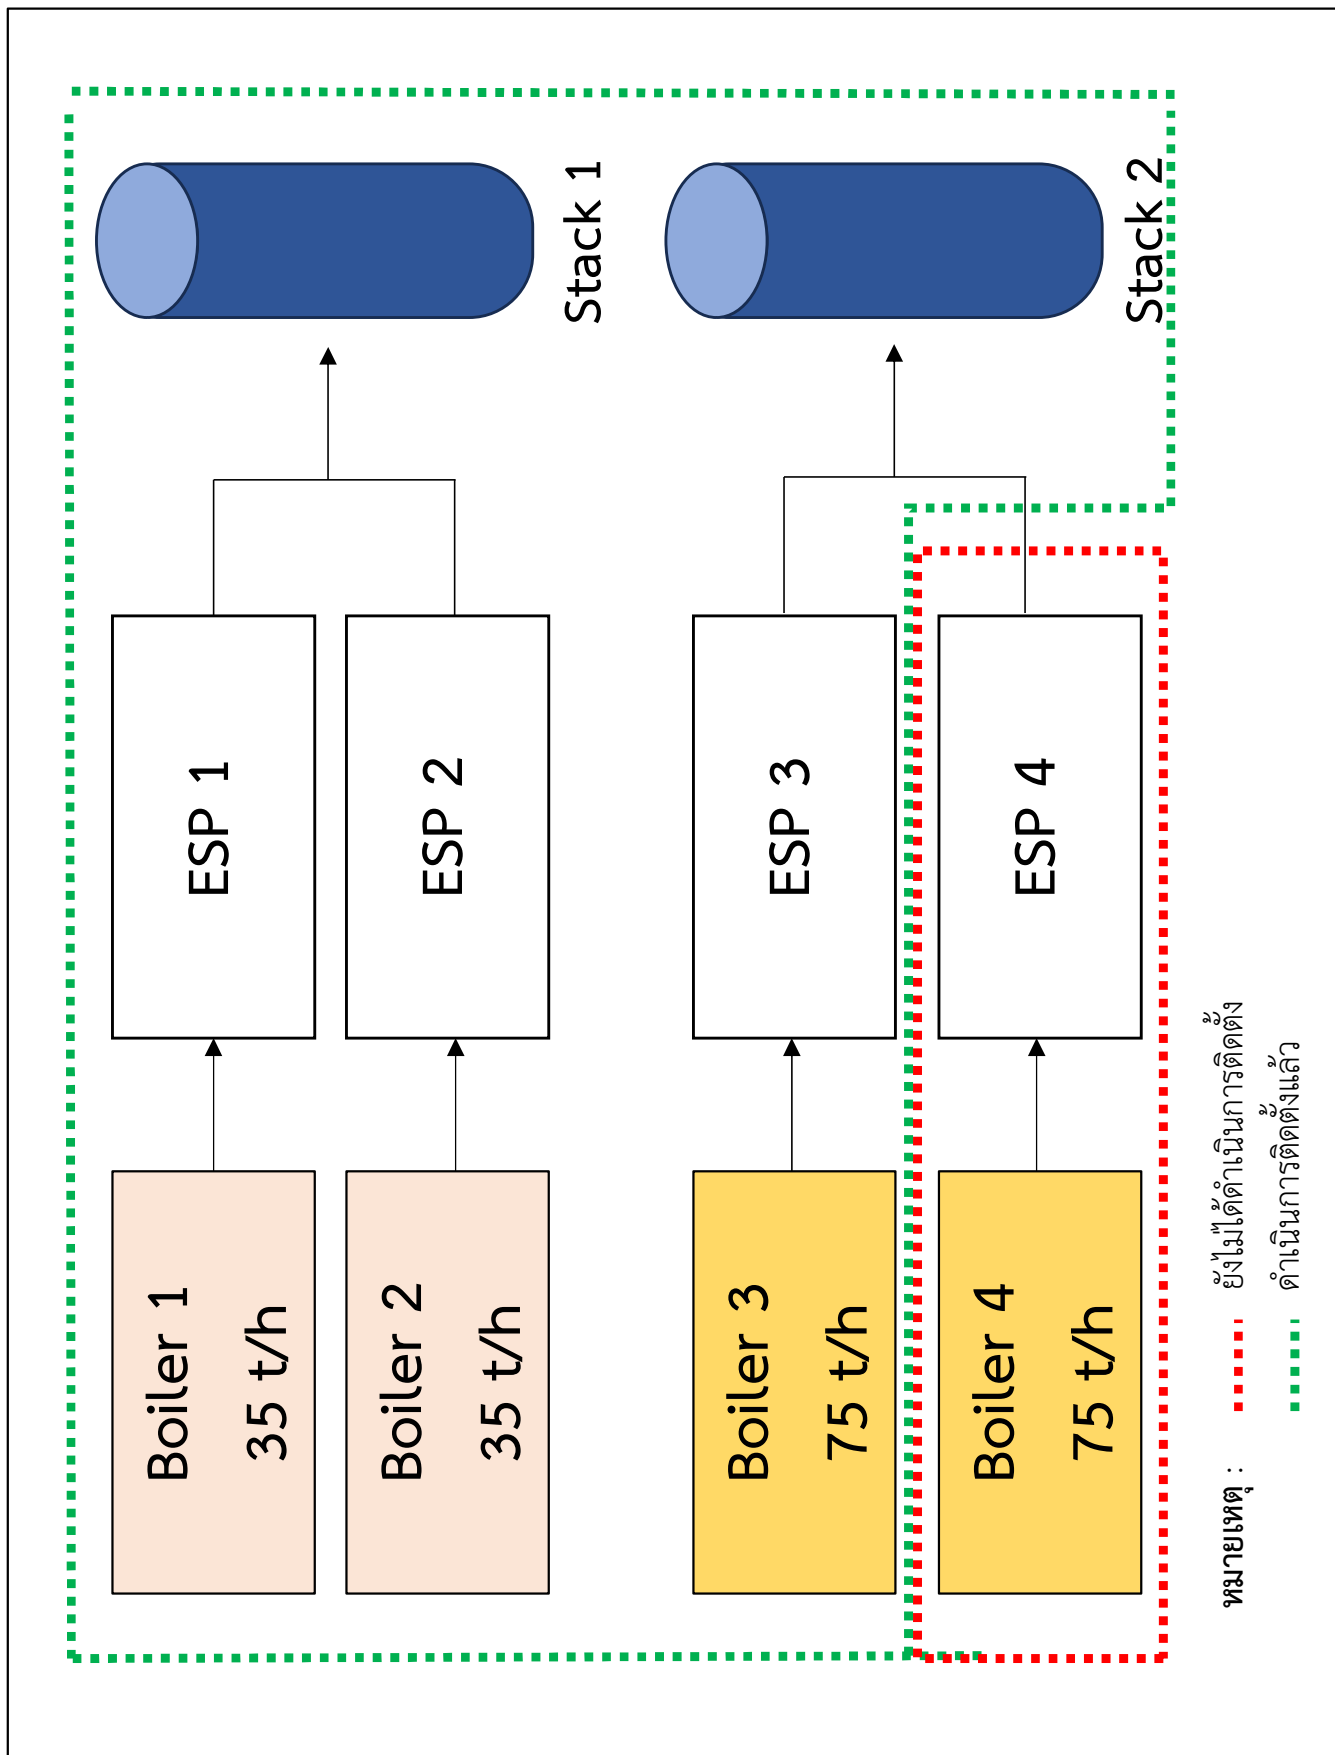 Boiler 1
35 t/h
ESP 1
Stack 1
Boiler 2
35 t/h
ESP 2
Boiler 3
75 t/h
ESP 3
Stack 2
Boiler 4
75 t/h
ESP 4
หมายเหตุ : ยังไม่ได้ดำเนินการติดตั้ง
ดำเนินการติดตั้งแล้ว